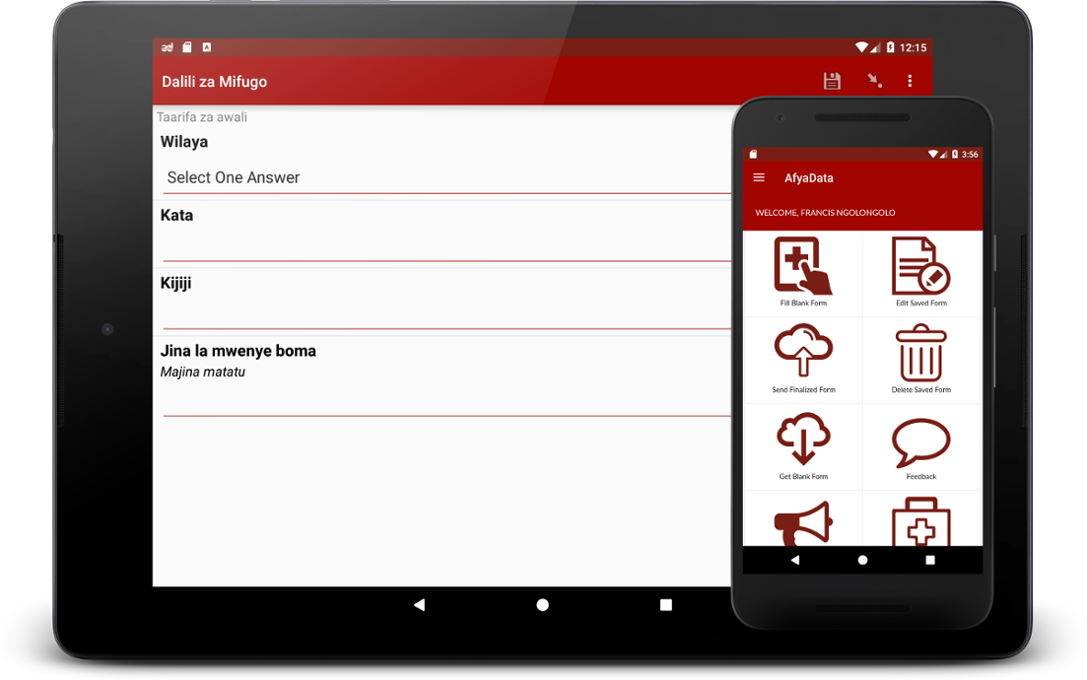 12:15
Dalili za Mifugo
Taarifa za awali
Wilaya
Select One Answer
Kata
Kijiji
Jina la mwenye boma
Majina matatu
3:56
AfyaData
WELCOME, FRANCIS NGOLONGOLO
Fill Blank Form
Edit Saved Form
Send Finalized Form
Delete Saved Form
Get Blank Form
Feedback